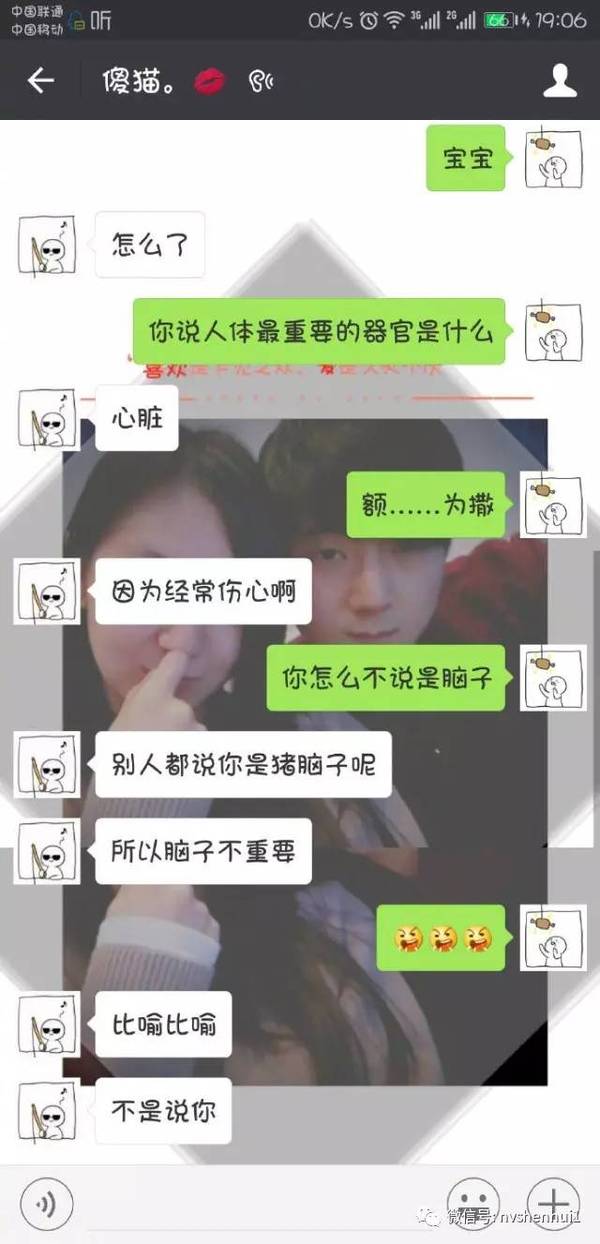 中国联通
中国移动
听
0K/s
3G
2G
66
19:06
傻猫。
宝宝
怎么了
你说人体最重要的器官是什么
喜欢
心脏
额……为撒
因为经常伤心啊
你怎么不说是脑子
别人都说你是猪脑子呢
所以脑子不重要
比喻比喻
不是说你
微信号: nvshenhui1